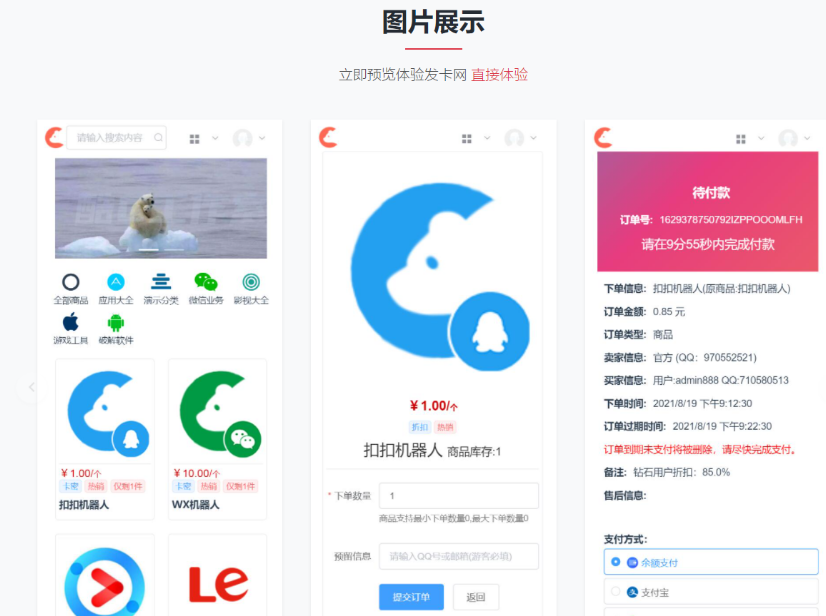 图片展示
立即预览体验发卡网 直接体验
请输入搜索内容
全部商品 应用大全 演示分类 微信业务 影视大全
游戏工具 破解软件
¥1.00/个
卡密 热销 仅剩1件
扣扣机器人
¥10.00/个
卡密 热销 仅剩1件
WX机器人
Le
¥1.00/个
折扣 热销
扣扣机器人 商品库存:1
* 下单数量 1
商品支持最小下单数量0,最大下单数量0
预留信息 请输入QQ号或邮箱(游客必填)
提交订单 返回
待付款
订单号: 1629378750792IZPPOOOMLFH
请在9分55秒内完成付款
下单信息: 扣扣机器人(原商品:扣扣机器人)
订单金额: 0.85 元
订单类型: 商品
卖家信息: 官方 (QQ: 970552521)
买家信息: 用户:admin888 QQ:710580513
下单时间: 2021/8/19 下午9:12:30
订单过期时间: 2021/8/19 下午9:22:30
订单到期未支付将被删除，请尽快完成支付。
备注: 钻石用户折扣: 85.0%
售后信息:
支付方式:
余额支付
支付宝